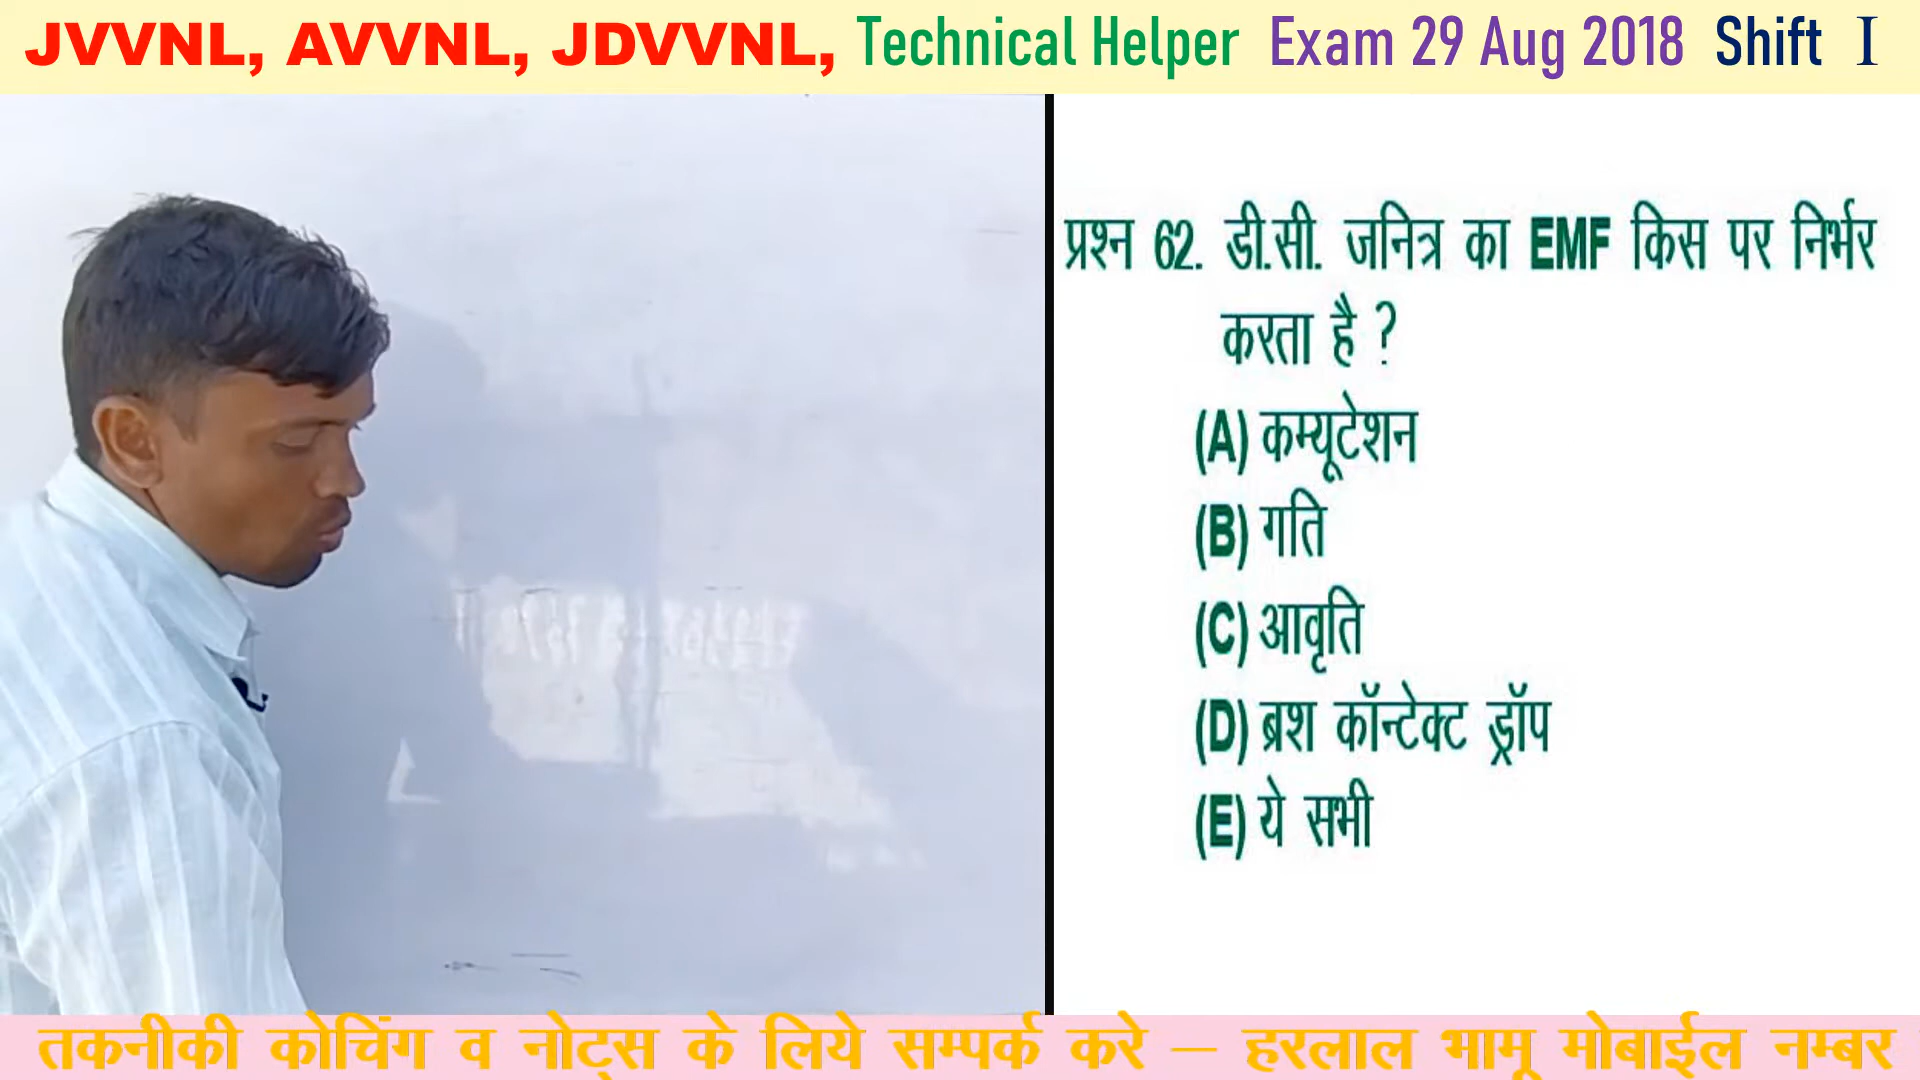 JVVNL, AVVNL, JDVVNL, Technical Helper Exam 29 Aug 2018 Shift I
प्रश्न 62. डी.सी. जनित्र का EMF किस पर निर्भर
करता है ?
(A) कम्यूटेशन
(B) गति
(C) आवृति
(D) ब्रश कॉन्टेक्ट ड्रॉप
(E) ये सभी
तकनीकी कोचिंग व नोट्स के लिये सम्पर्क करे – हरलाल भामू मोबाईल नम्बर